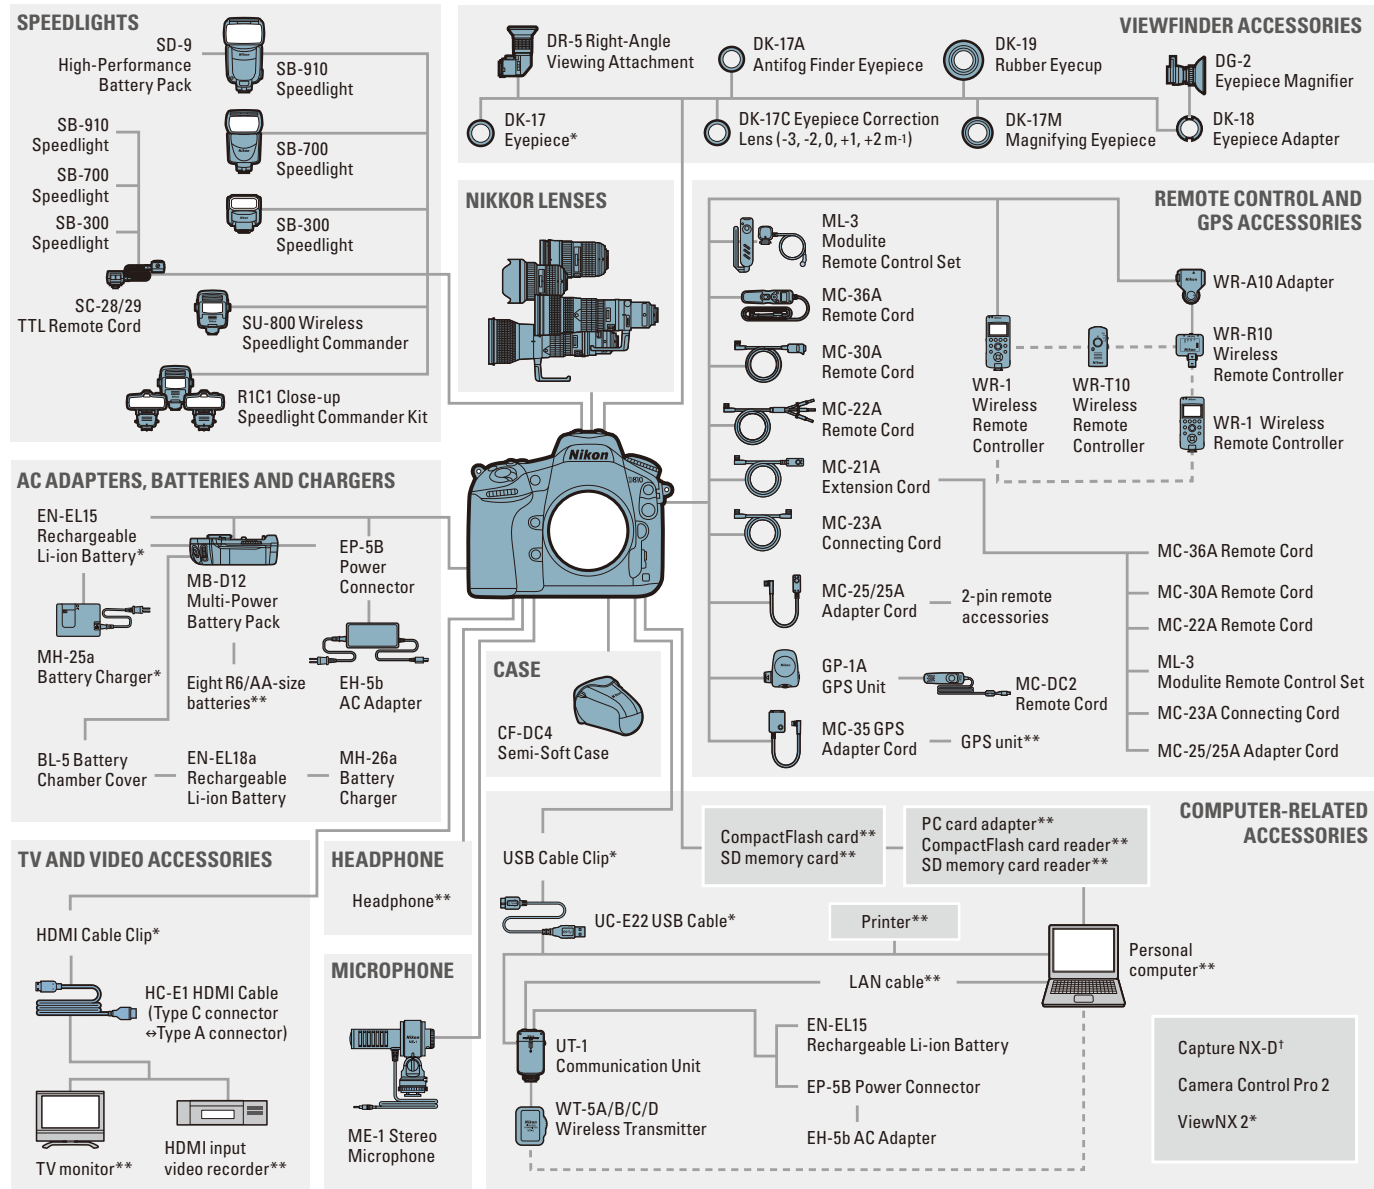 SPEEDLIGHTS
SD-9
High-Performance
Battery Pack
SB-910
Speedlight
SB-910
Speedlight
SB-700
Speedlight
SB-700
Speedlight
SB-300
Speedlight
SB-300
Speedlight
SC-28/29
TTL Remote Cord
SU-800 Wireless
Speedlight Commander
R1C1 Close-up
Speedlight Commander Kit
VIEWFINDER ACCESSORIES
DR-5 Right-Angle
Viewing Attachment
DK-17A
Antifog Finder Eyepiece
DK-19
Rubber Eyecup
DG-2
Eyepiece Magnifier
DK-17
Eyepiece*
DK-17C Eyepiece Correction
Lens (-3, -2, 0, +1, +2 m-1)
DK-17M
Magnifying Eyepiece
DK-18
Eyepiece Adapter
NIKKOR LENSES
Nikon
D810
REMOTE CONTROL AND
GPS ACCESSORIES
ML-3
Modulite
Remote Control Set
MC-36A
Remote Cord
MC-30A
Remote Cord
MC-22A
Remote Cord
MC-21A
Extension Cord
MC-23A
Connecting Cord
MC-25/25A
Adapter Cord
2-pin remote
accessories
GP-1A
GPS Unit
MC-DC2
Remote Cord
MC-35 GPS
Adapter Cord
GPS unit**
WR-A10 Adapter
WR-R10
Wireless
Remote Controller
WR-1
Wireless
Remote
Controller
WR-T10
Wireless
Remote
Controller
WR-1 Wireless
Remote Controller
MC-36A Remote Cord
MC-30A Remote Cord
MC-22A Remote Cord
ML-3
Modulite Remote Control Set
MC-23A Connecting Cord
MC-25/25A Adapter Cord
AC ADAPTERS, BATTERIES AND CHARGERS
EN-EL15
Rechargeable
Li-ion Battery*
MB-D12
Multi-Power
Battery Pack
EP-5B
Power
Connector
MH-25a
Battery Charger*
Eight R6/AA-size
batteries**
EH-5b
AC Adapter
BL-5 Battery
Chamber Cover
EN-EL18a
Rechargeable
Li-ion Battery
MH-26a
Battery
Charger
CASE
CF-DC4
Semi-Soft Case
TV AND VIDEO ACCESSORIES
HDMI Cable Clip*
HC-E1 HDMI Cable
(Type C connector
↔Type A connector)
TV monitor**
HDMI input
video recorder**
HEADPHONE
Headphone**
MICROPHONE
ME-1 Stereo
Microphone
COMPUTER-RELATED
ACCESSORIES
USB Cable Clip*
UC-E22 USB Cable*
CompactFlash card**
SD memory card**
PC card adapter**
CompactFlash card reader**
SD memory card reader**
Printer**
Personal
computer**
LAN cable**
UT-1
Communication Unit
EN-EL15
Rechargeable Li-ion Battery
EP-5B Power Connector
EH-5b AC Adapter
WT-5A/B/C/D
Wireless Transmitter
Capture NX-D†
Camera Control Pro 2
ViewNX 2*